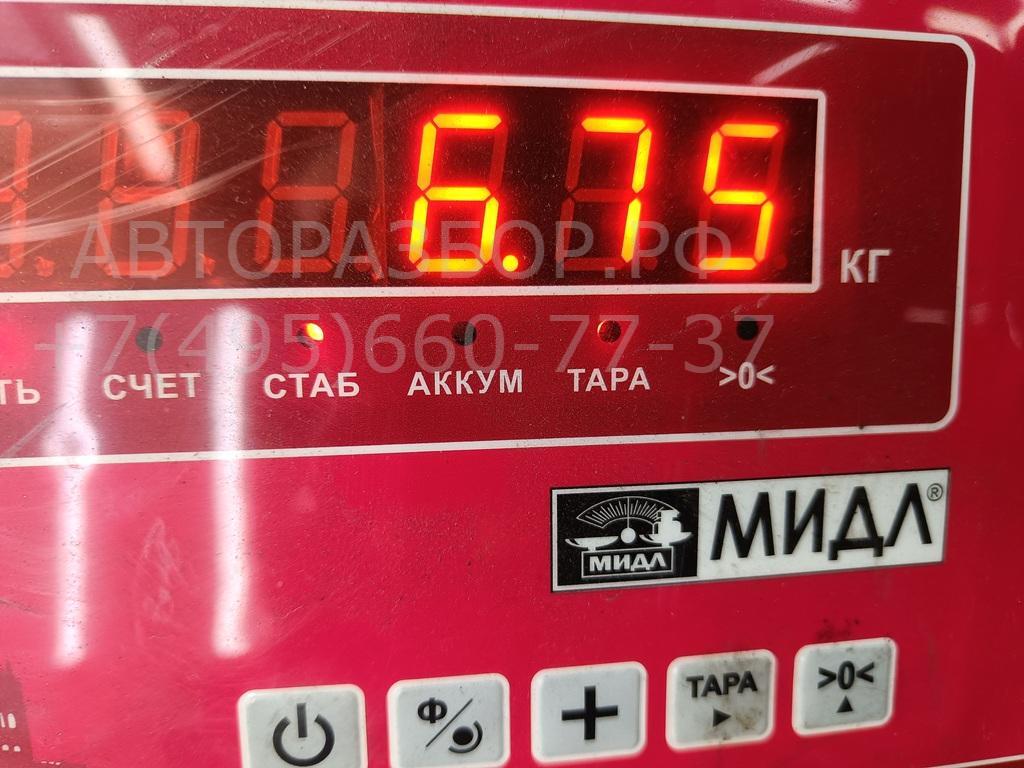 6.75
КГ
АВТОРАЗБОР.РФ
+7(495)660-77-37
ТЬ СЧЕТ СТАБ АККУМ ТАРА >0<
МИДЛ МИДЛ®
Ф ТАРА >0<